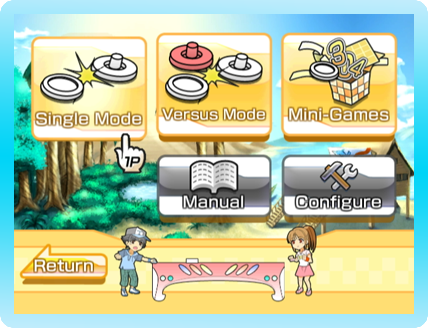 Single Mode
Versus Mode
Mini-Games
1P
Manual
Configure
Return